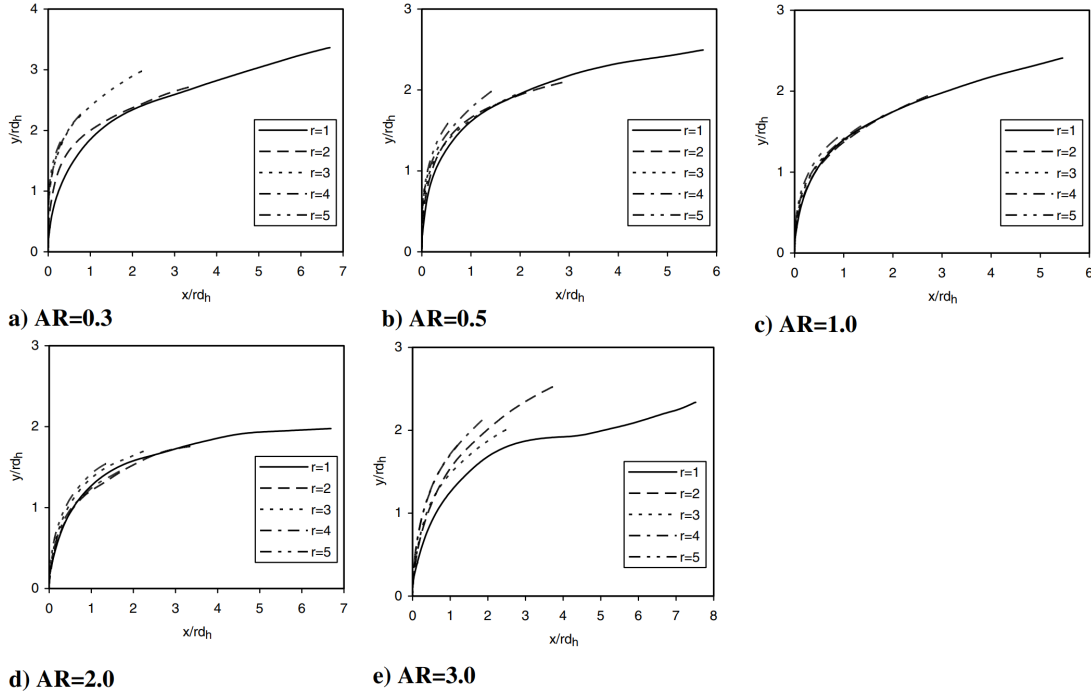 4
3
2
1
0
y/rdh
0 1 2 3 4 5 6 7
x/rdh
r=1
r=2
r=3
r=4
r=5
a) AR=0.3
3
2
1
0
y/rdh
0 1 2 3 4 5 6
x/rdh
r=1
r=2
r=3
r=4
r=5
b) AR=0.5
3
2
1
0
y/rdh
0 1 2 3 4 5 6
x/rdh
r=1
r=2
r=3
r=4
r=5
c) AR=1.0
3
2
1
0
y/rdh
0 1 2 3 4 5 6 7
x/rdh
r=1
r=2
r=3
r=4
r=5
d) AR=2.0
3
2
1
0
y/rdh
0 1 2 3 4 5 6 7 8
x/rdh
r=1
r=2
r=3
r=4
r=5
e) AR=3.0